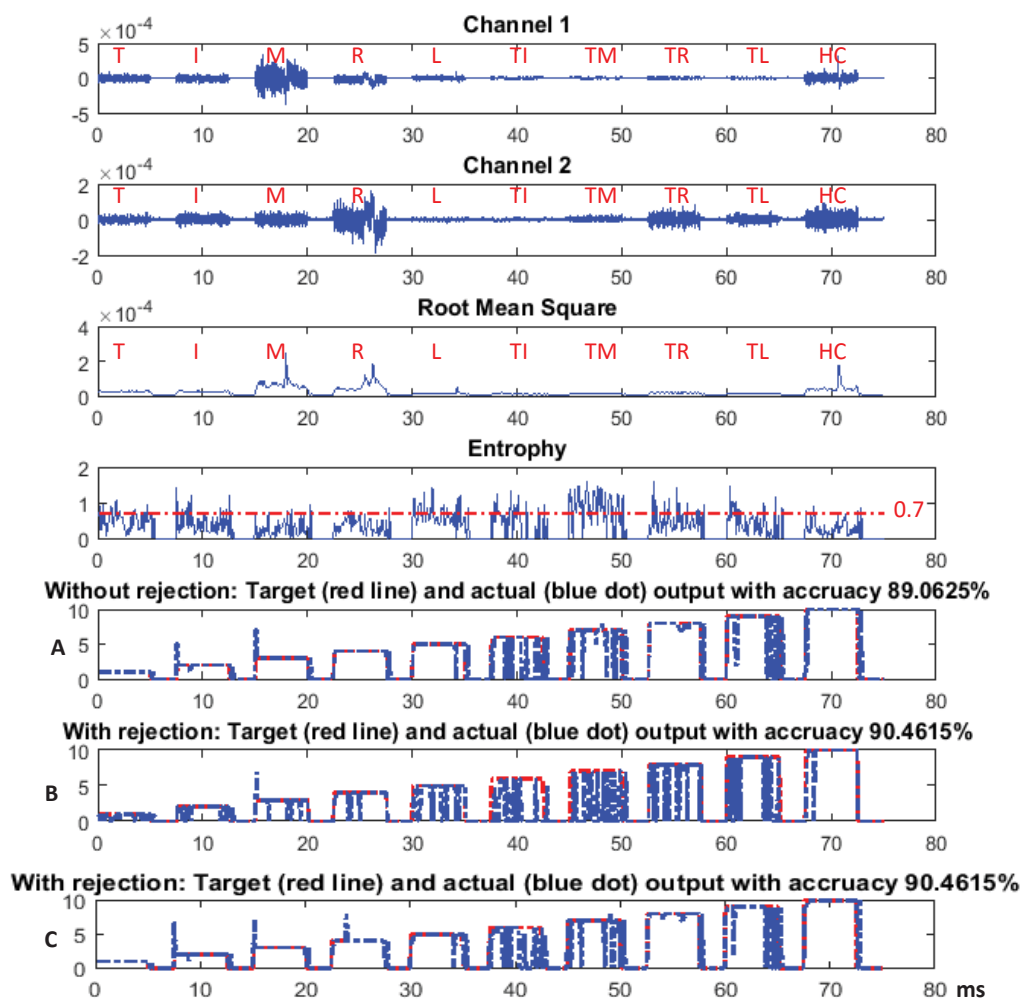 Channel 1
×10⁻⁴
T I M R L TI TM TR TL HC
5
0
-5
0 10 20 30 40 50 60 70 80
Channel 2
×10⁻⁴
T I M R L TI TM TR TL HC
2
0
-2
0 10 20 30 40 50 60 70 80
Root Mean Square
×10⁻⁴
T I M R L TI TM TR TL HC
4
2
0
0 10 20 30 40 50 60 70 80
Entrophy
2
1
0
0.7
0 10 20 30 40 50 60 70 80
Without rejection: Target (red line) and actual (blue dot) output with accruacy 89.0625%
A
10
5
0
0 10 20 30 40 50 60 70 80
With rejection: Target (red line) and actual (blue dot) output with accruacy 90.4615%
B
10
5
0
0 10 20 30 40 50 60 70 80
With rejection: Target (red line) and actual (blue dot) output with accruacy 90.4615%
C
10
5
0
0 10 20 30 40 50 60 70 80 ms